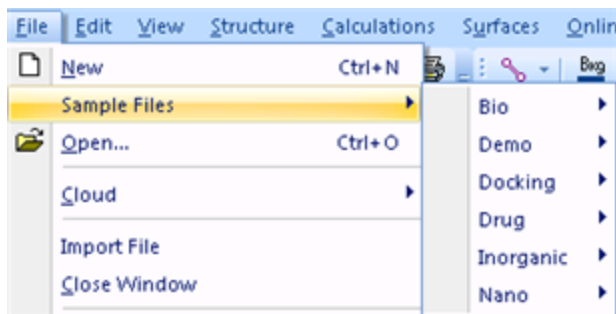 File Edit View Structure Calculations Surfaces Onlin
New Ctrl+N Bkg
Sample Files
Bio
Open... Ctrl+O
Demo
Docking
Cloud
Drug
Import File
Inorganic
Close Window
Nano